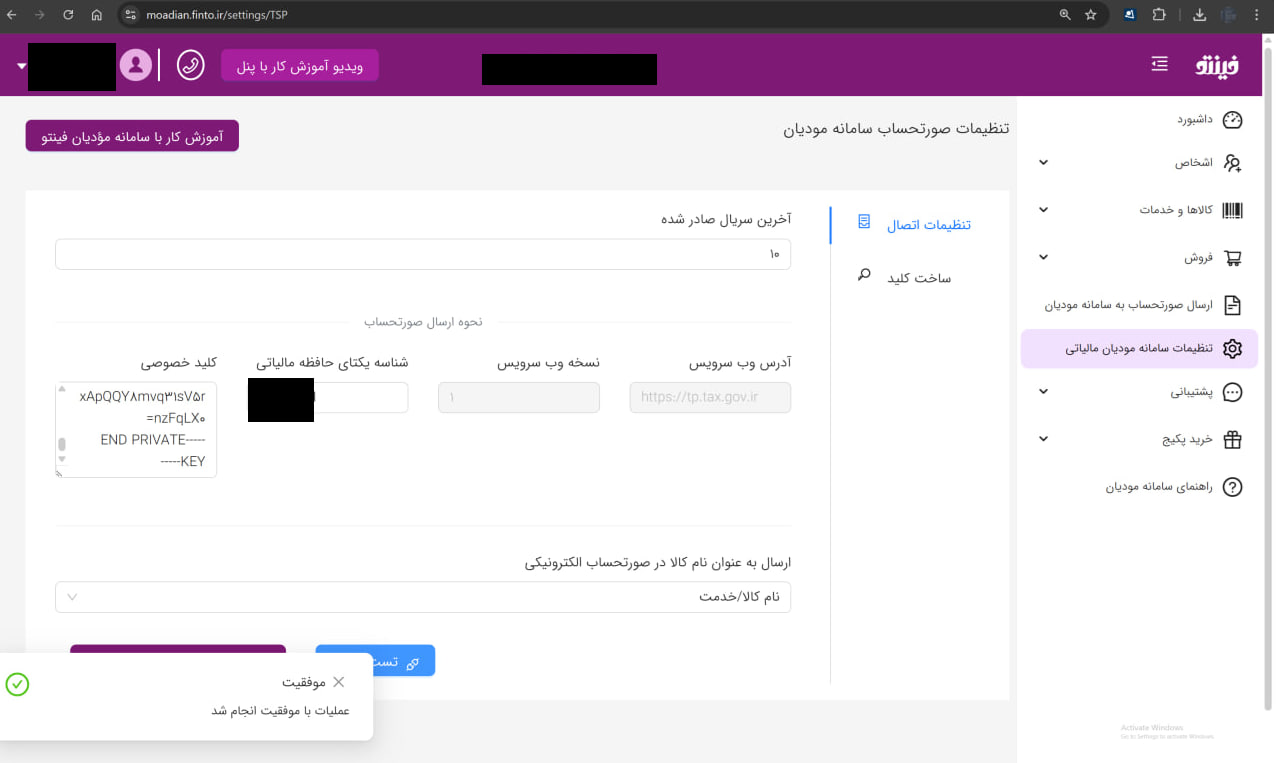 moadian.finto.ir/settings/TSP
فینتو
ویدیو آموزش کار با پنل
داشبورد
اشخاص
کالاها و خدمات
فروش
ارسال صورتحساب به سامانه مودیان
تنظیمات سامانه مودیان مالیاتی
پشتیبانی
خرید پکیج
راهنمای سامانه مودیان
تنظیمات صورتحساب سامانه مودیان
آموزش کار با سامانه مؤدیان فینتو
تنظیمات اتصال
ساخت کلید
آخرین سریال صادر شده
۱۰
نحوه ارسال صورتحساب
آدرس وب سرویس
https://tp.tax.gov.ir
نسخه وب سرویس
۱
شناسه یکتای حافظه مالیاتی
کلید خصوصی
xApQQY۸mvq۳۱sV۵r
nzFqLX۰=
-----END PRIVATE
KEY-----
ارسال به عنوان نام کالا در صورتحساب الکترونیکی
نام کالا/خدمت
تست
موفقیت
عملیات با موفقیت انجام شد
Activate Windows
Go to Settings to activate Windows.